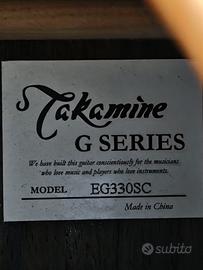 Takamine
G SERIES
We have built this guitar conscientiously for the musicians
who love music and players who love instruments.
MODEL EG330SC
Made in China
subito